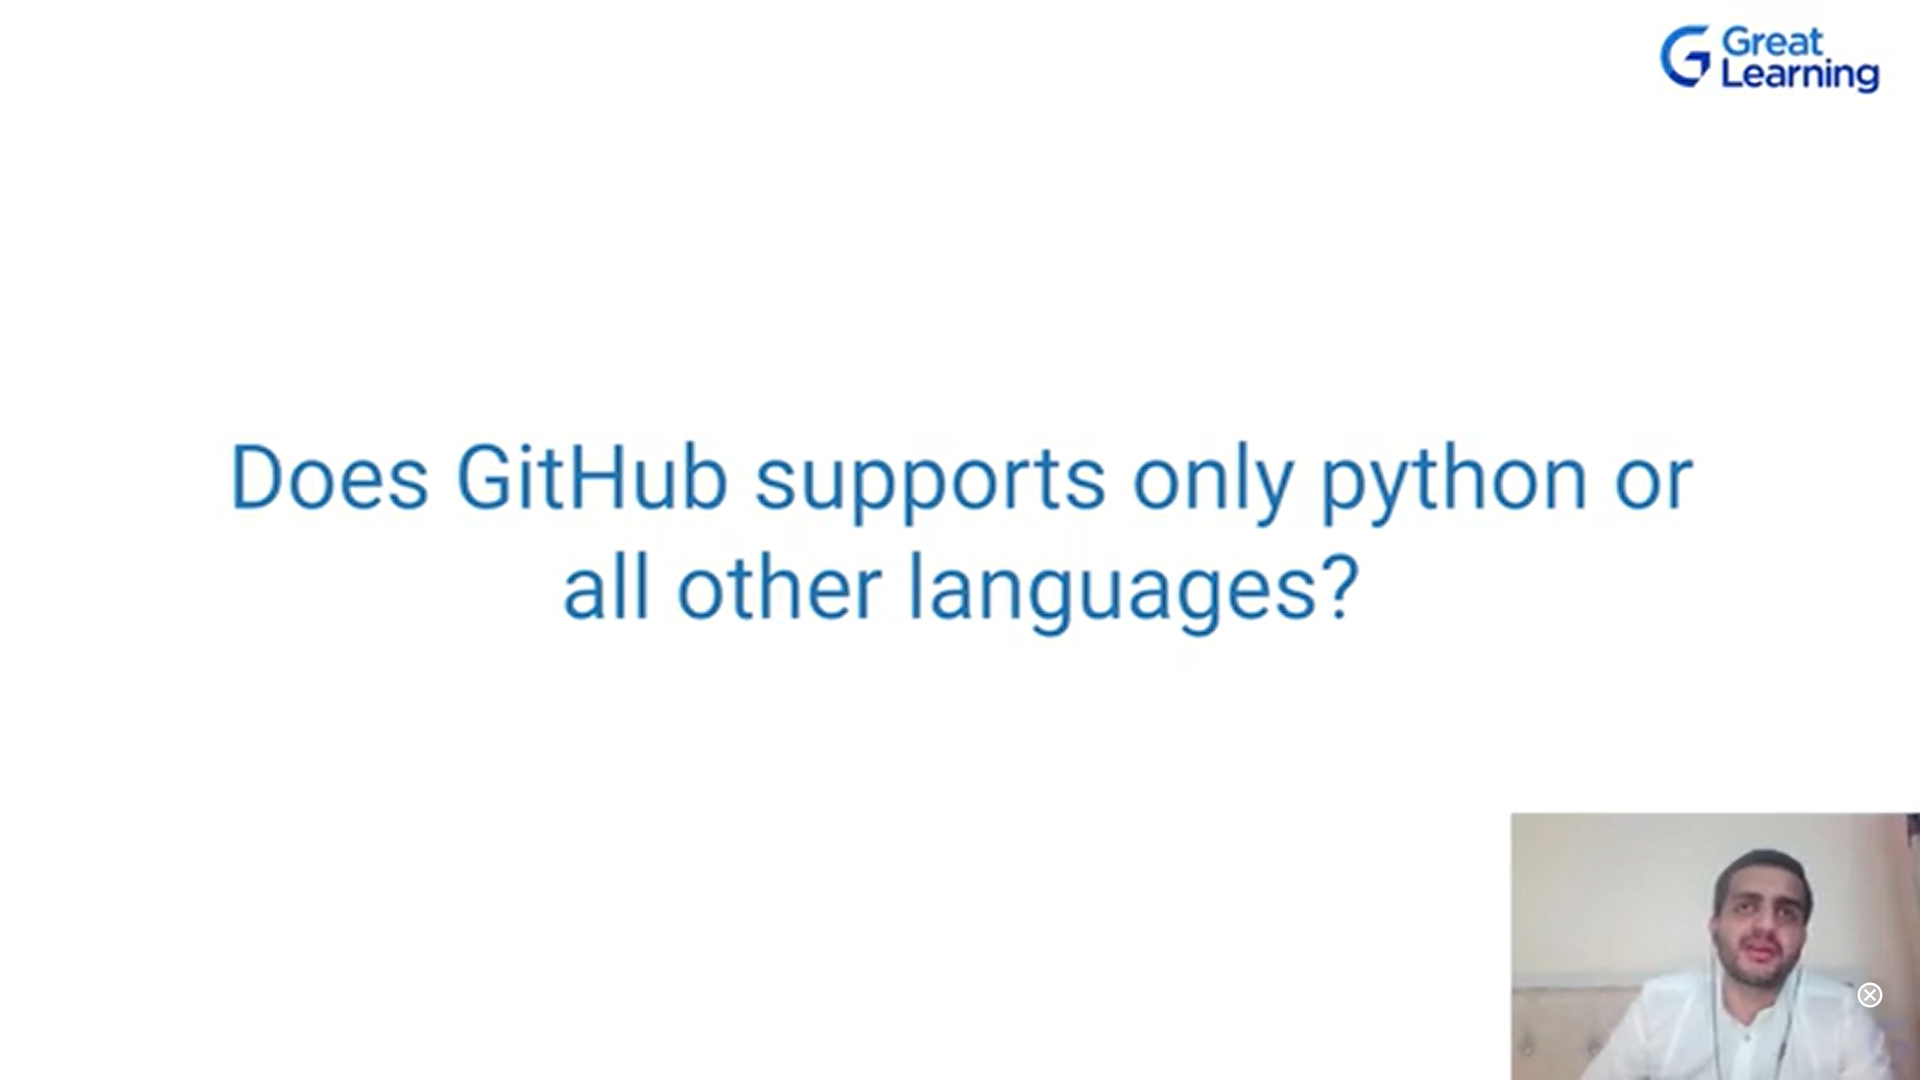 Great
Learning
Does GitHub supports only python or
all other languages?